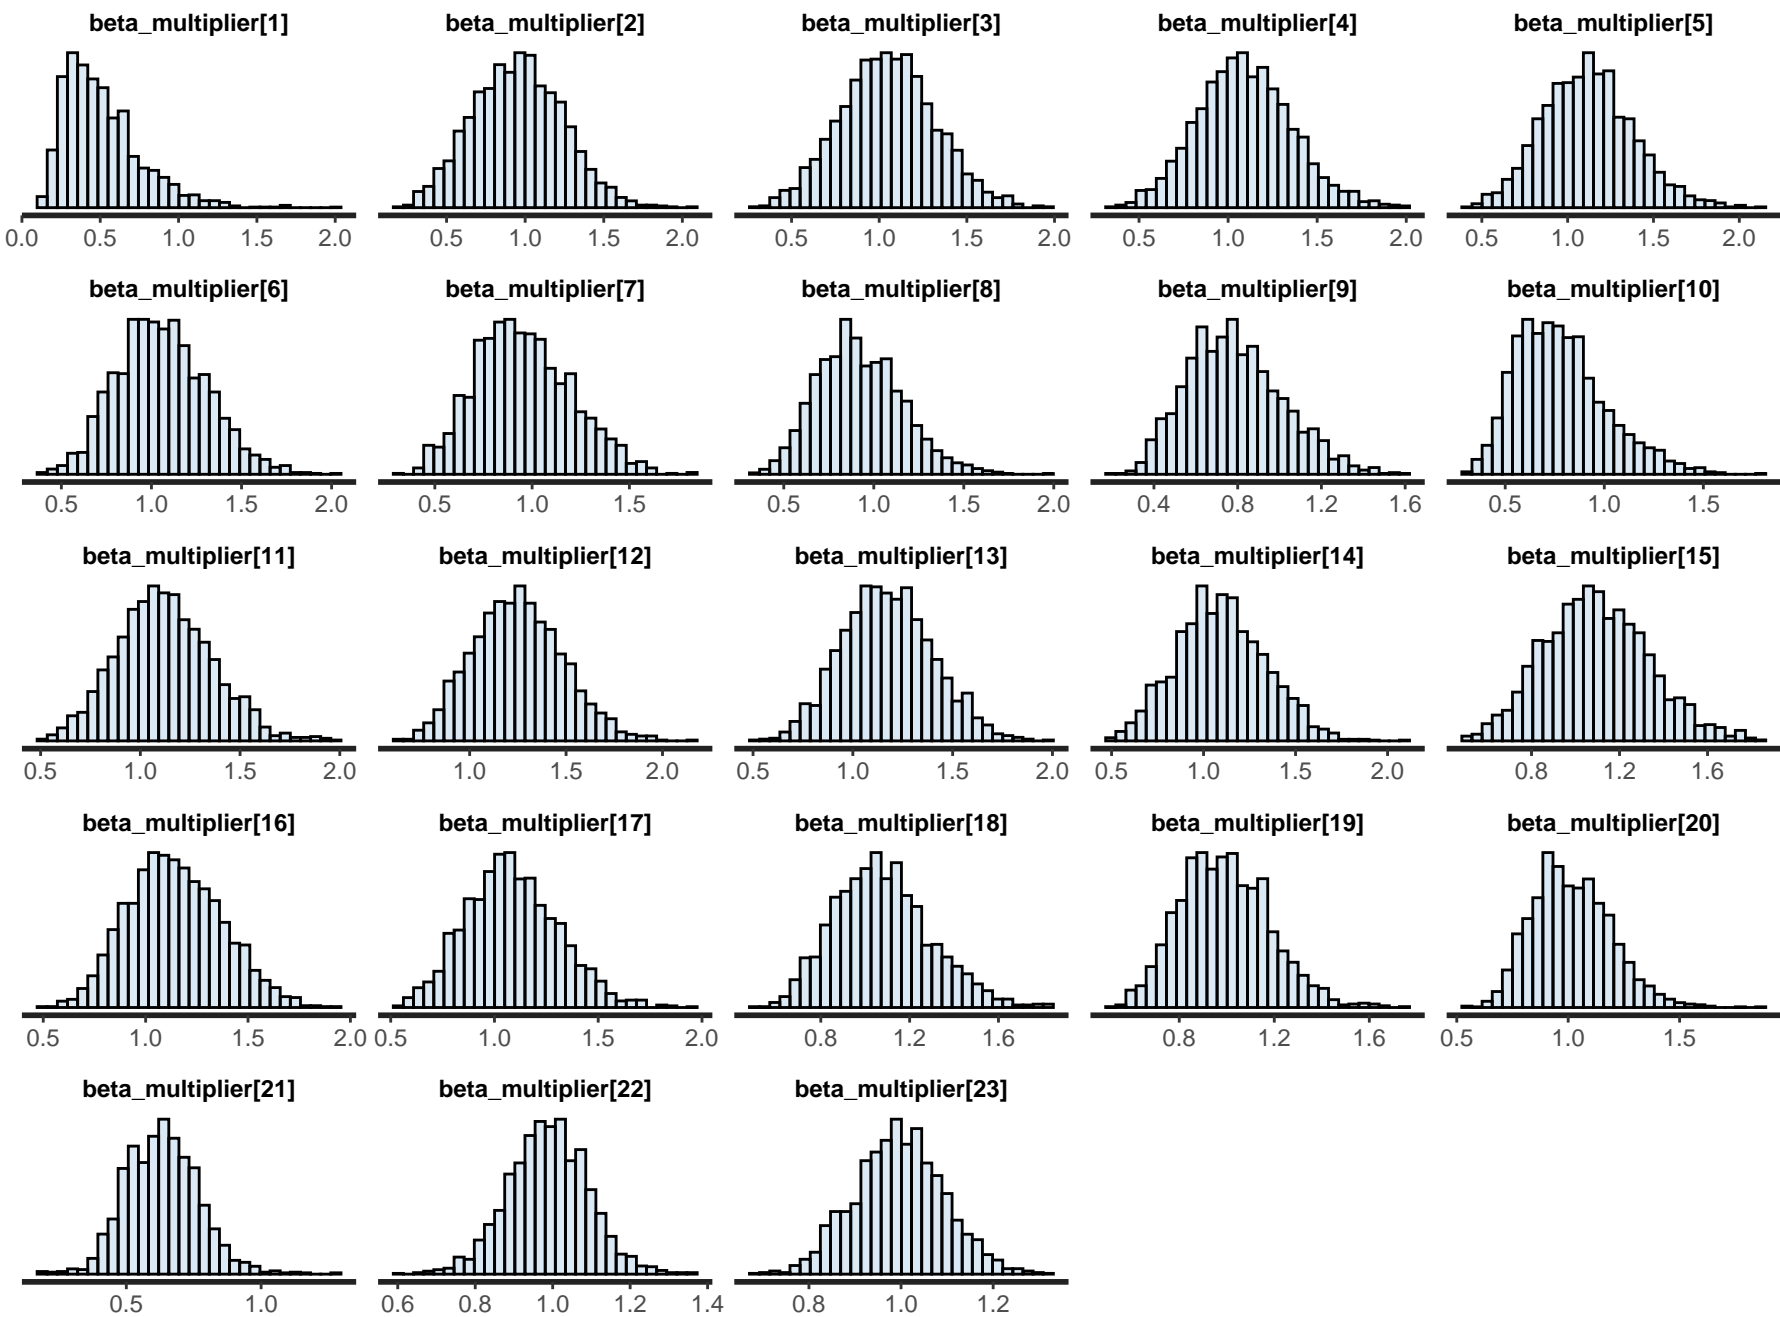 beta_multiplier[1] beta_multiplier[2] beta_multiplier[3] beta_multiplier[4] beta_multiplier[5]
0.0 0.5 1.0 1.5 2.0 0.5 1.0 1.5 2.0 0.5 1.0 1.5 2.0 0.5 1.0 1.5 2.0 0.5 1.0 1.5 2.0
beta_multiplier[6] beta_multiplier[7] beta_multiplier[8] beta_multiplier[9] beta_multiplier[10]
0.5 1.0 1.5 2.0 0.5 1.0 1.5 0.5 1.0 1.5 2.0 0.4 0.8 1.2 1.6 0.5 1.0 1.5
beta_multiplier[11] beta_multiplier[12] beta_multiplier[13] beta_multiplier[14] beta_multiplier[15]
0.5 1.0 1.5 2.0 1.0 1.5 2.0 0.5 1.0 1.5 2.0 0.5 1.0 1.5 2.0 0.8 1.2 1.6
beta_multiplier[16] beta_multiplier[17] beta_multiplier[18] beta_multiplier[19] beta_multiplier[20]
0.5 1.0 1.5 2.0 0.5 1.0 1.5 2.0 0.8 1.2 1.6 0.8 1.2 1.6 0.5 1.0 1.5
beta_multiplier[21] beta_multiplier[22] beta_multiplier[23]
0.5 1.0 0.6 0.8 1.0 1.2 1.4 0.8 1.0 1.2